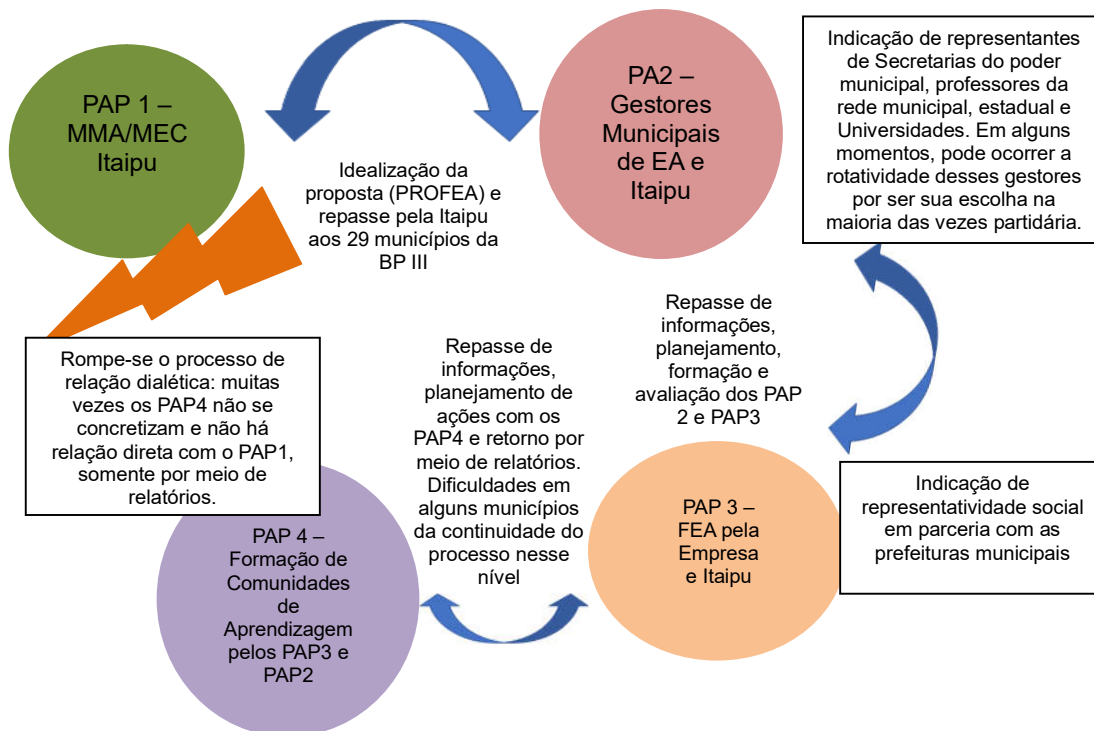 PAP 1 –
MMA/MEC
Itaipu
Idealização da
proposta (PROFEA) e
repasse pela Itaipu
aos 29 municípios da
BP III
PA2 –
Gestores
Municipais
de EA e
Itaipu
Indicação de representantes
de Secretarias do poder
municipal, professores da
rede municipal, estadual e
Universidades. Em alguns
momentos, pode ocorrer a
rotatividade desses gestores
por ser sua escolha na
maioria das vezes partidária.
Rompe-se o processo de
relação dialética: muitas
vezes os PAP4 não se
concretizam e não há
relação direta com o PAP1,
somente por meio de
relatórios.
Repasse de
informações,
planejamento de
ações com os
PAP4 e retorno por
meio de relatórios.
Dificuldades em
alguns municípios
da continuidade do
processo nesse
nível
Repasse de
informações,
planejamento,
formação e
avaliação dos PAP
2 e PAP3
PAP 4 –
Formação de
Comunidades
de
Aprendizagem
pelos PAP3 e
PAP2
PAP 3 –
FEA pela
Empresa
e Itaipu
Indicação de
representatividade social
em parceria com as
prefeituras municipais